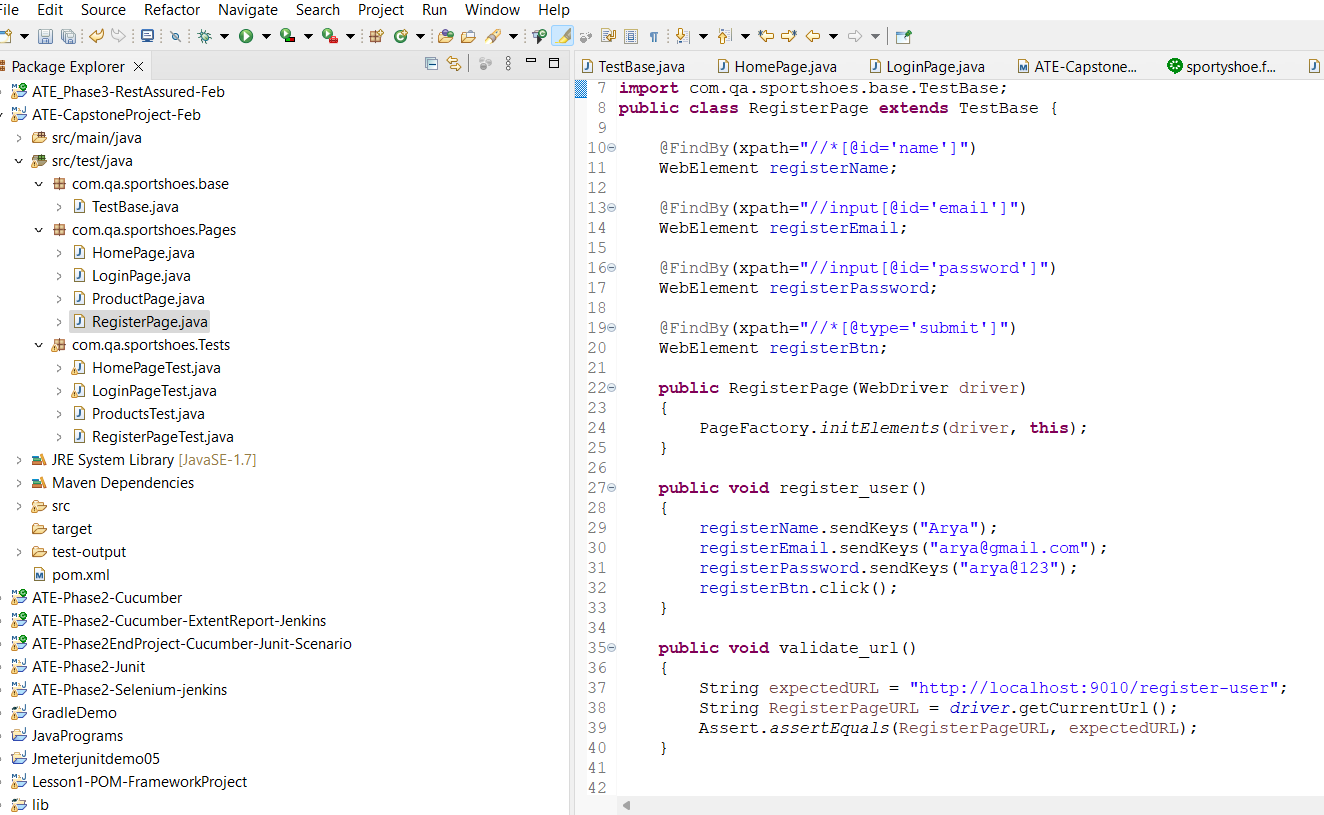 File Edit Source Refactor Navigate Search Project Run Window Help
Package Explorer
ATE_Phase3-RestAssured-Feb
ATE-CapstoneProject-Feb
src/main/java
src/test/java
com.qa.sportshoes.base
TestBase.java
com.qa.sportshoes.Pages
HomePage.java
LoginPage.java
ProductPage.java
RegisterPage.java
com.qa.sportshoes.Tests
HomePageTest.java
LoginPageTest.java
ProductsTest.java
RegisterPageTest.java
JRE System Library [JavaSE-1.7]
Maven Dependencies
src
target
test-output
pom.xml
ATE-Phase2-Cucumber
ATE-Phase2-Cucumber-ExtentReport-Jenkins
ATE-Phase2EndProject-Cucumber-Junit-Scenario
ATE-Phase2-Junit
ATE-Phase2-Selenium-jenkins
GradleDemo
JavaPrograms
Jmeterjunitdemo05
Lesson1-POM-FrameworkProject
lib
TestBase.java HomePage.java LoginPage.java ATE-Capstone... sportyshoe.f...
7 import com.qa.sportshoes.base.TestBase;
8 public class RegisterPage extends TestBase {
9
10 @FindBy(xpath="//*[@id='name']")
11 WebElement registerName;
12
13 @FindBy(xpath="//input[@id='email']")
14 WebElement registerEmail;
15
16 @FindBy(xpath="//input[@id='password']")
17 WebElement registerPassword;
18
19 @FindBy(xpath="//*[@type='submit']")
20 WebElement registerBtn;
21
22 public RegisterPage(WebDriver driver)
23 {
24 PageFactory.initElements(driver, this);
25 }
26
27 public void register_user()
28 {
29 registerName.sendKeys("Arya");
30 registerEmail.sendKeys("arya@gmail.com");
31 registerPassword.sendKeys("arya@123");
32 registerBtn.click();
33 }
34
35 public void validate_url()
36 {
37 String expectedURL = "http://localhost:9010/register-user";
38 String RegisterPageURL = driver.getCurrentUrl();
39 Assert.assertEquals(RegisterPageURL, expectedURL);
40 }
41
42